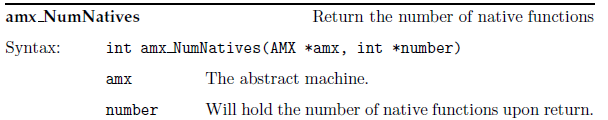 amx_NumNatives Return the number of native functions
Syntax: int amx_NumNatives(AMX *amx, int *number)
amx The abstract machine.
number Will hold the number of native functions upon return.